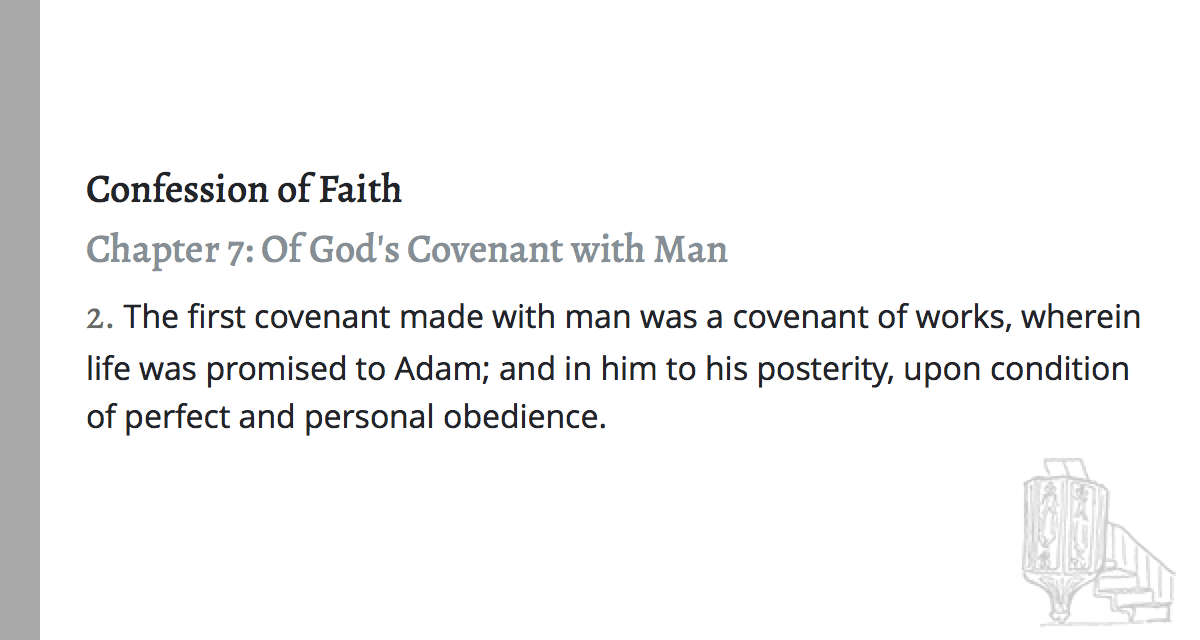 Confession of Faith
Chapter 7: Of God's Covenant with Man
2. The first covenant made with man was a covenant of works, wherein
life was promised to Adam; and in him to his posterity, upon condition
of perfect and personal obedience.